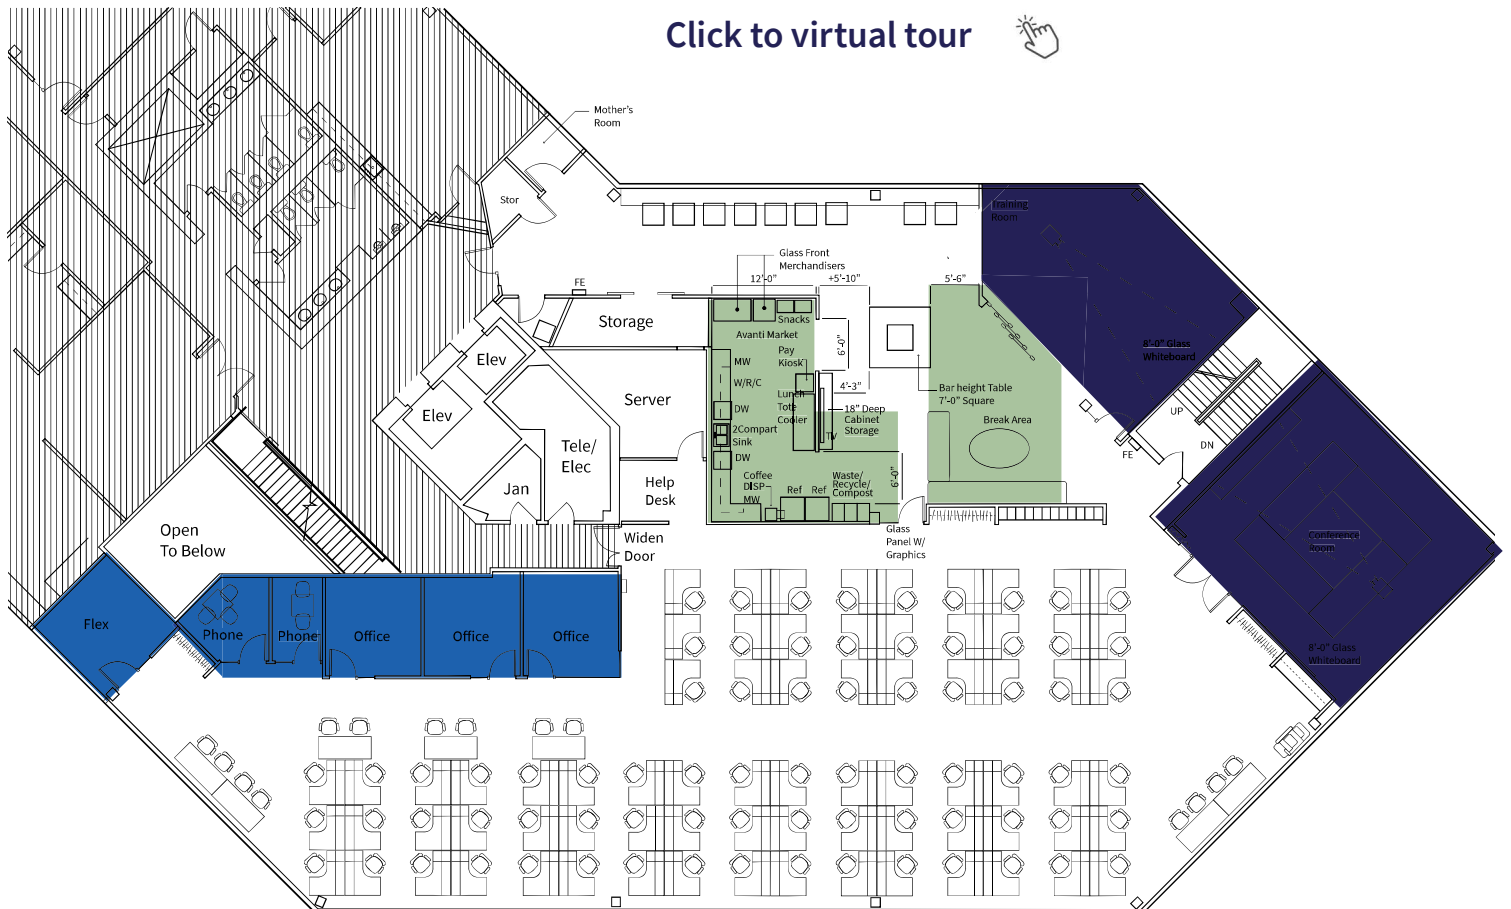 Click to virtual tour
Mother's
Room
Stor
Training
Room
Glass Front
Merchandisers
FE
12'-0"
+5'-10"
5'-6"
Storage
Snacks
Avanti Market
6'-0"
Pay
Kiosk
8'-0" Glass
Whiteboard
Elev
MW
W/R/C
4'-3"
Bar height Table
7'-0" Square
Server
Lunch
Tote
Cooler
Elev
DW
18" Deep
Cabinet
Storage
UP
Break Area
2Compart
Sink
TV
Tele/
Elec
DN
FE
DW
Help
Desk
Coffee
DISP
MW
Jan
Ref
Ref
Waste/
Recycle/
Compost
6'-0"
Open
To Below
Widen
Door
Glass
Panel W/
Graphics
Conference
Room
Flex
Phone
Phone
Office
Office
Office
8'-0" Glass
Whiteboard